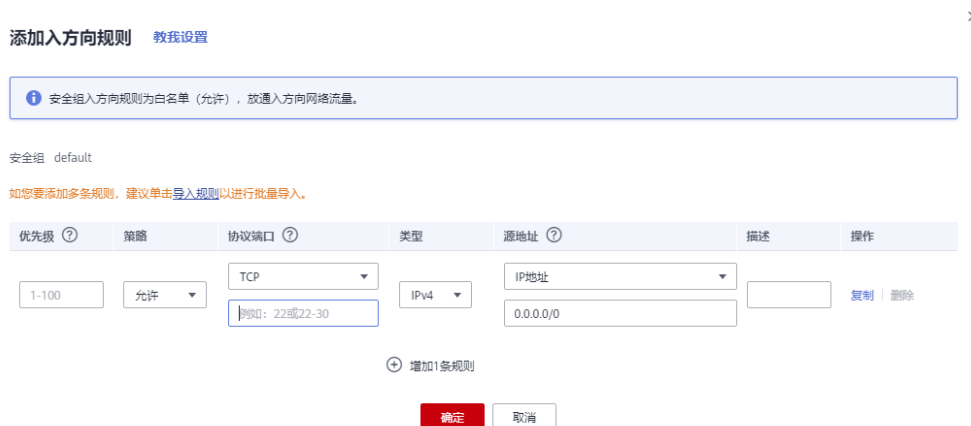 添加入方向规则 教我设置
安全组入方向规则为白名单（允许），放通入方向网络流量。
安全组 default
如您要添加多条规则，建议单击导入规则以进行批量导入。
优先级 策略 协议端口 类型 源地址 描述 操作
1-100 允许 TCP IPv4 IP地址 复制 删除
例如：22或22-30 0.0.0.0/0
增加1条规则
确定 取消